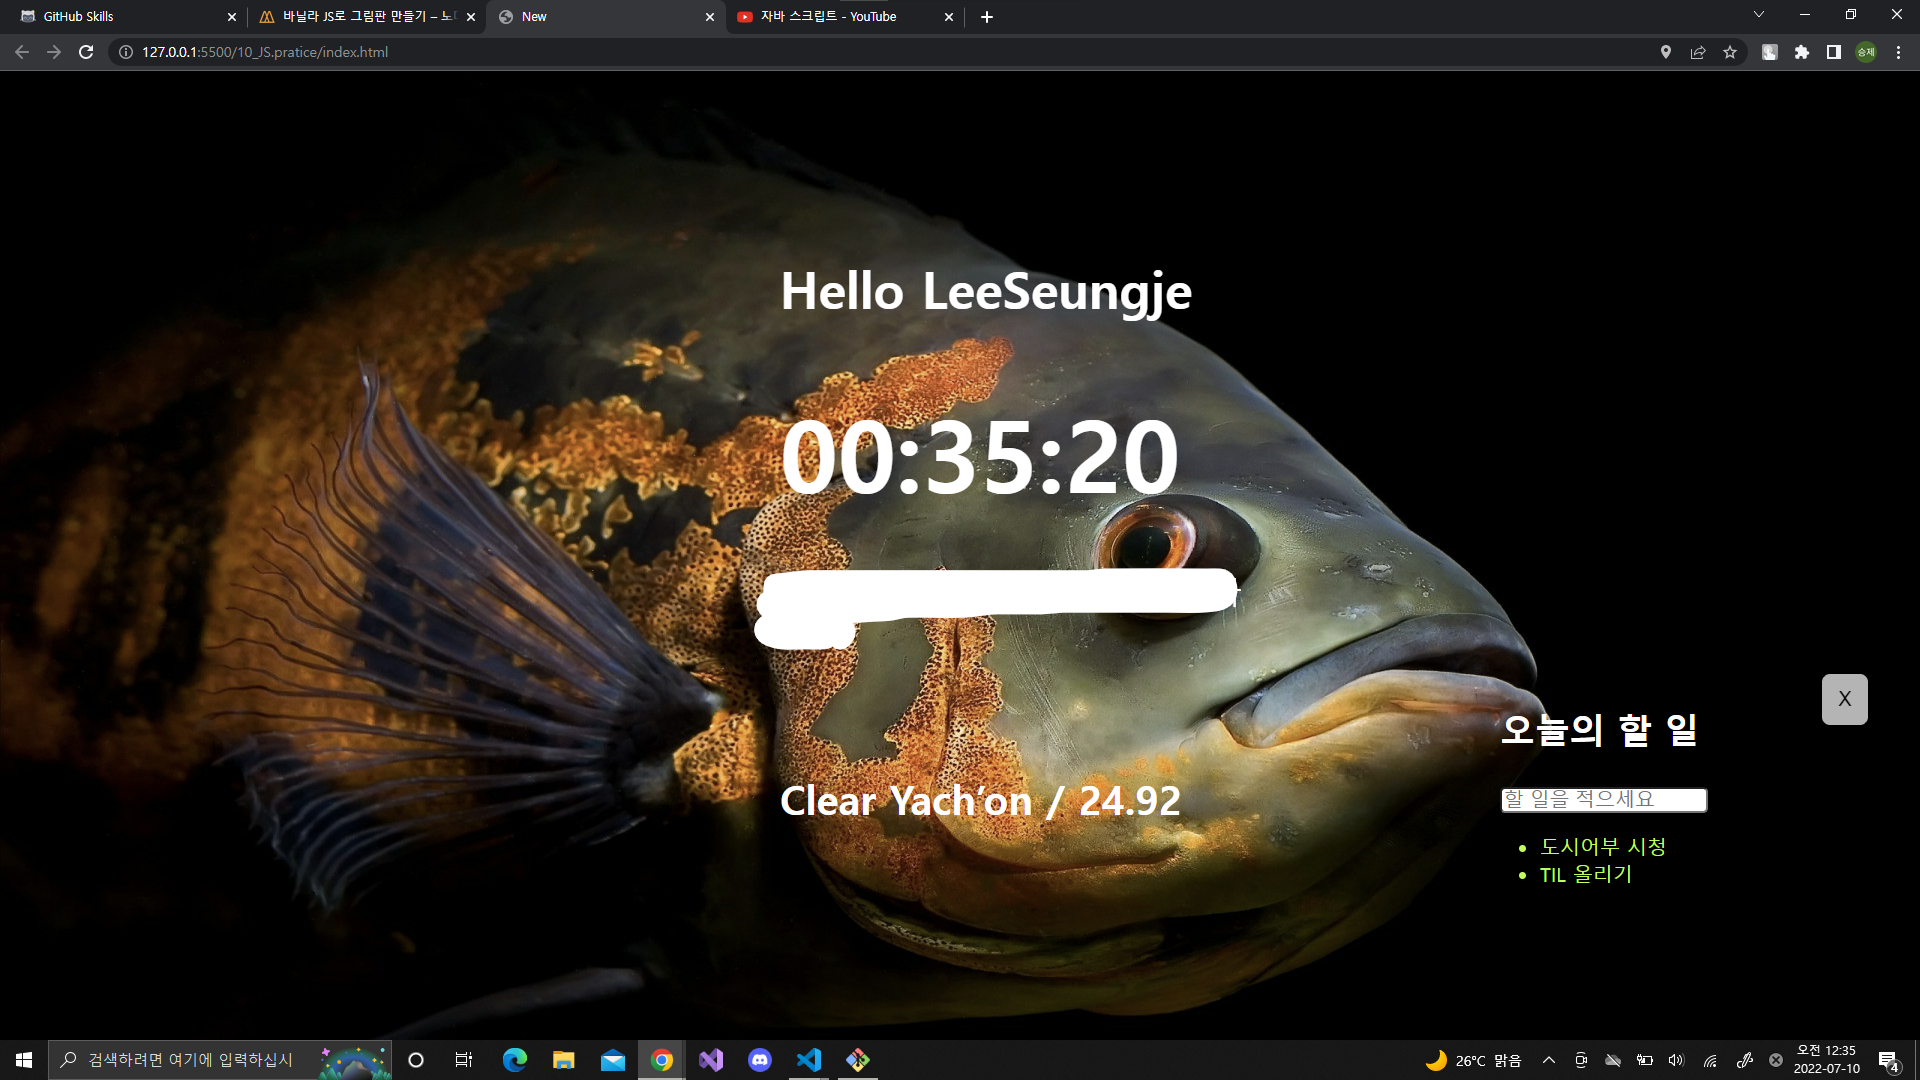 GitHub Skills
바닐라 JS로 그림판 만들기 – 노
New
자바 스크립트 - YouTube
127.0.0.1:5500/10_JS.pratice/index.html
승제
Hello LeeSeungje
00:35:20
Clear Yach’on / 24.92
X
오늘의 할 일
할 일을 적으세요
도시어부 시청
TIL 올리기
검색하려면 여기에 입력하십시
26°C 맑음
오전 12:35
2022-07-10
4